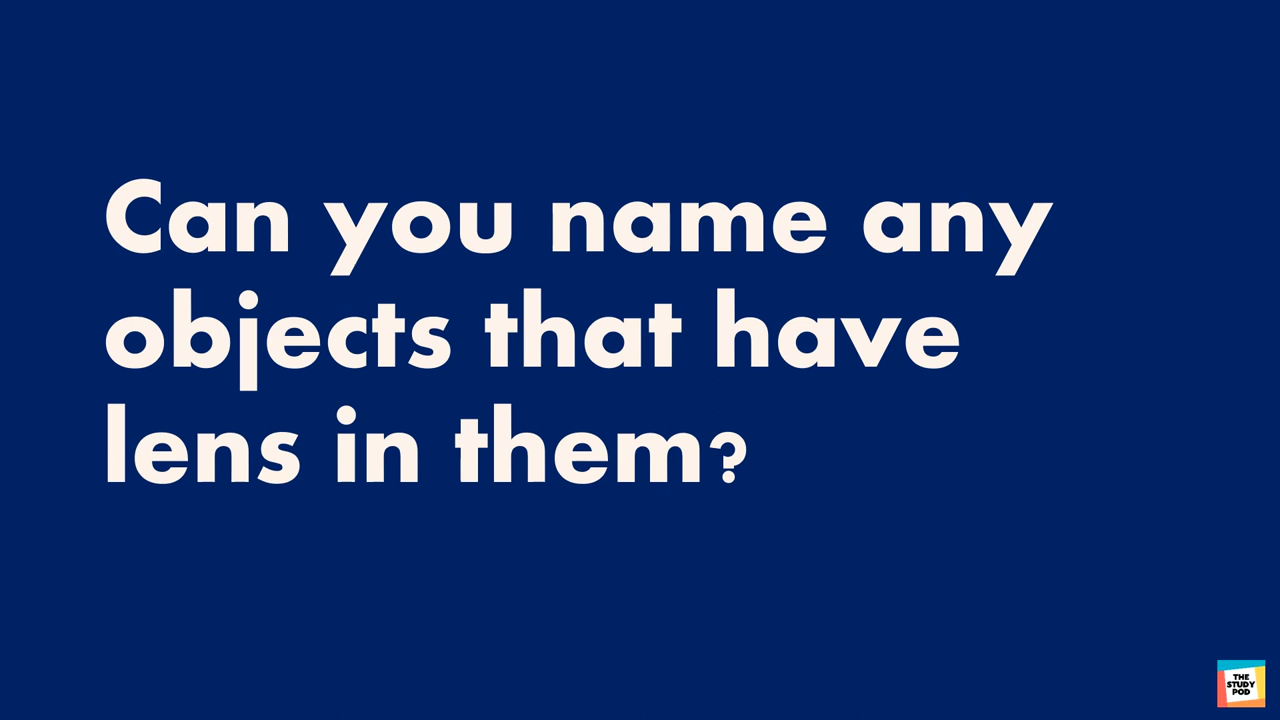 Can you name any
objects that have
lens in them?
THE
STUDY
POD